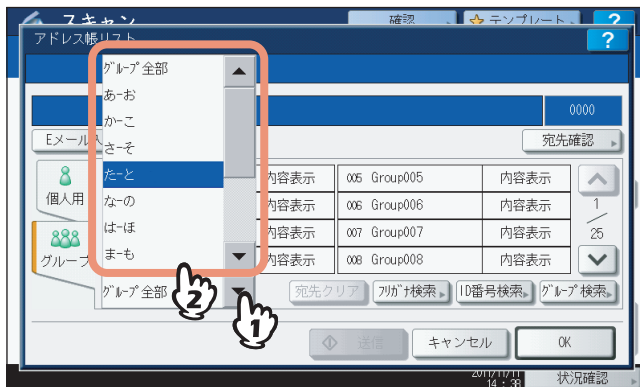 スキャン
確認
テンプレート
?
アドレス帳リスト
?
ｸﾞﾙｰﾌﾟ全部
あ-お
か-こ
さ-そ
た-と
な-の
は-ほ
ま-も
0000
Eメール
宛先確認
個人用
グループ
内容表示 005 Group005 内容表示
内容表示 006 Group006 内容表示
内容表示 007 Group007 内容表示
内容表示 008 Group008 内容表示
1
25
ｸﾞﾙｰﾌﾟ全部
宛先クリア
ﾌﾘｶﾞﾅ検索
ID番号検索
ｸﾞﾙｰﾌﾟ検索
2
1
送信
キャンセル
OK
2011/11/11
14:38
状況確認